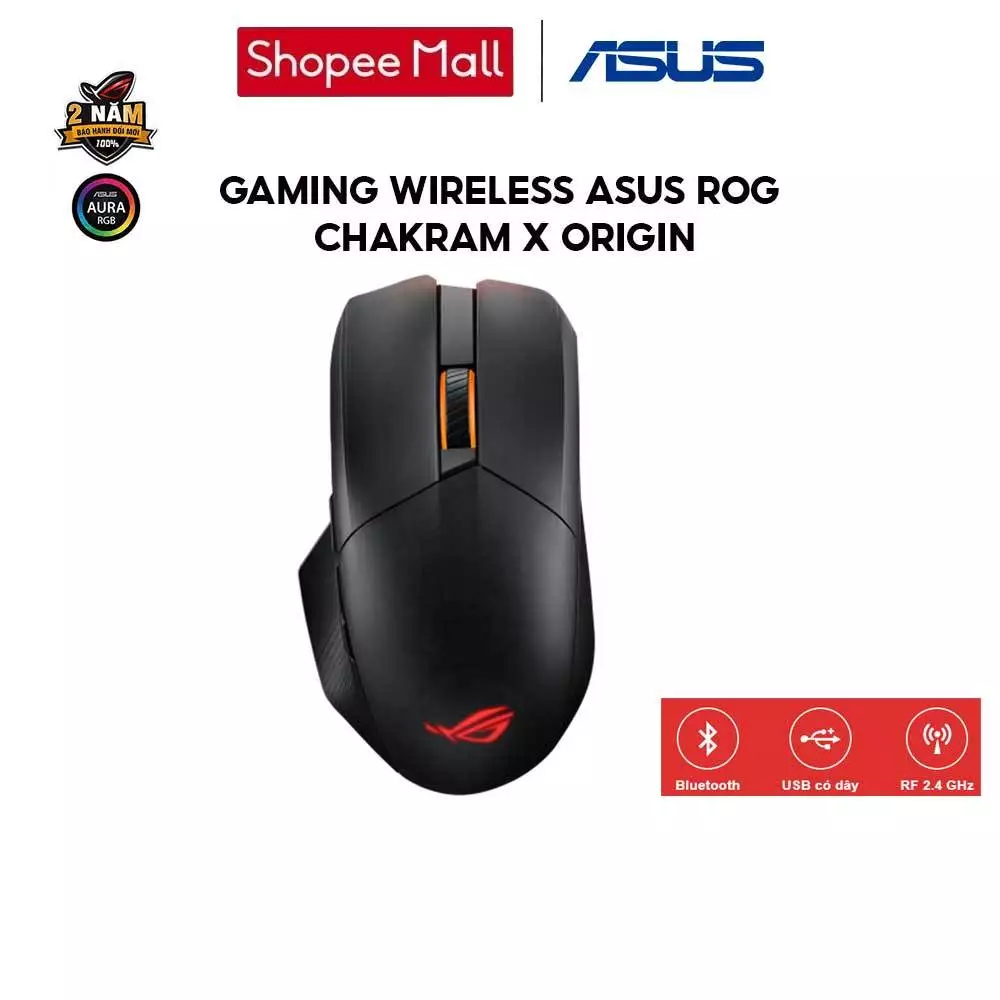 Shopee Mall
ASUS
2 NĂM
BẢO HÀNH ĐỔI MỚI
100%
ASUS
AURA
RGB
GAMING WIRELESS ASUS ROG
CHAKRAM X ORIGIN
Bluetooth
USB có dây
RF 2.4 GHz